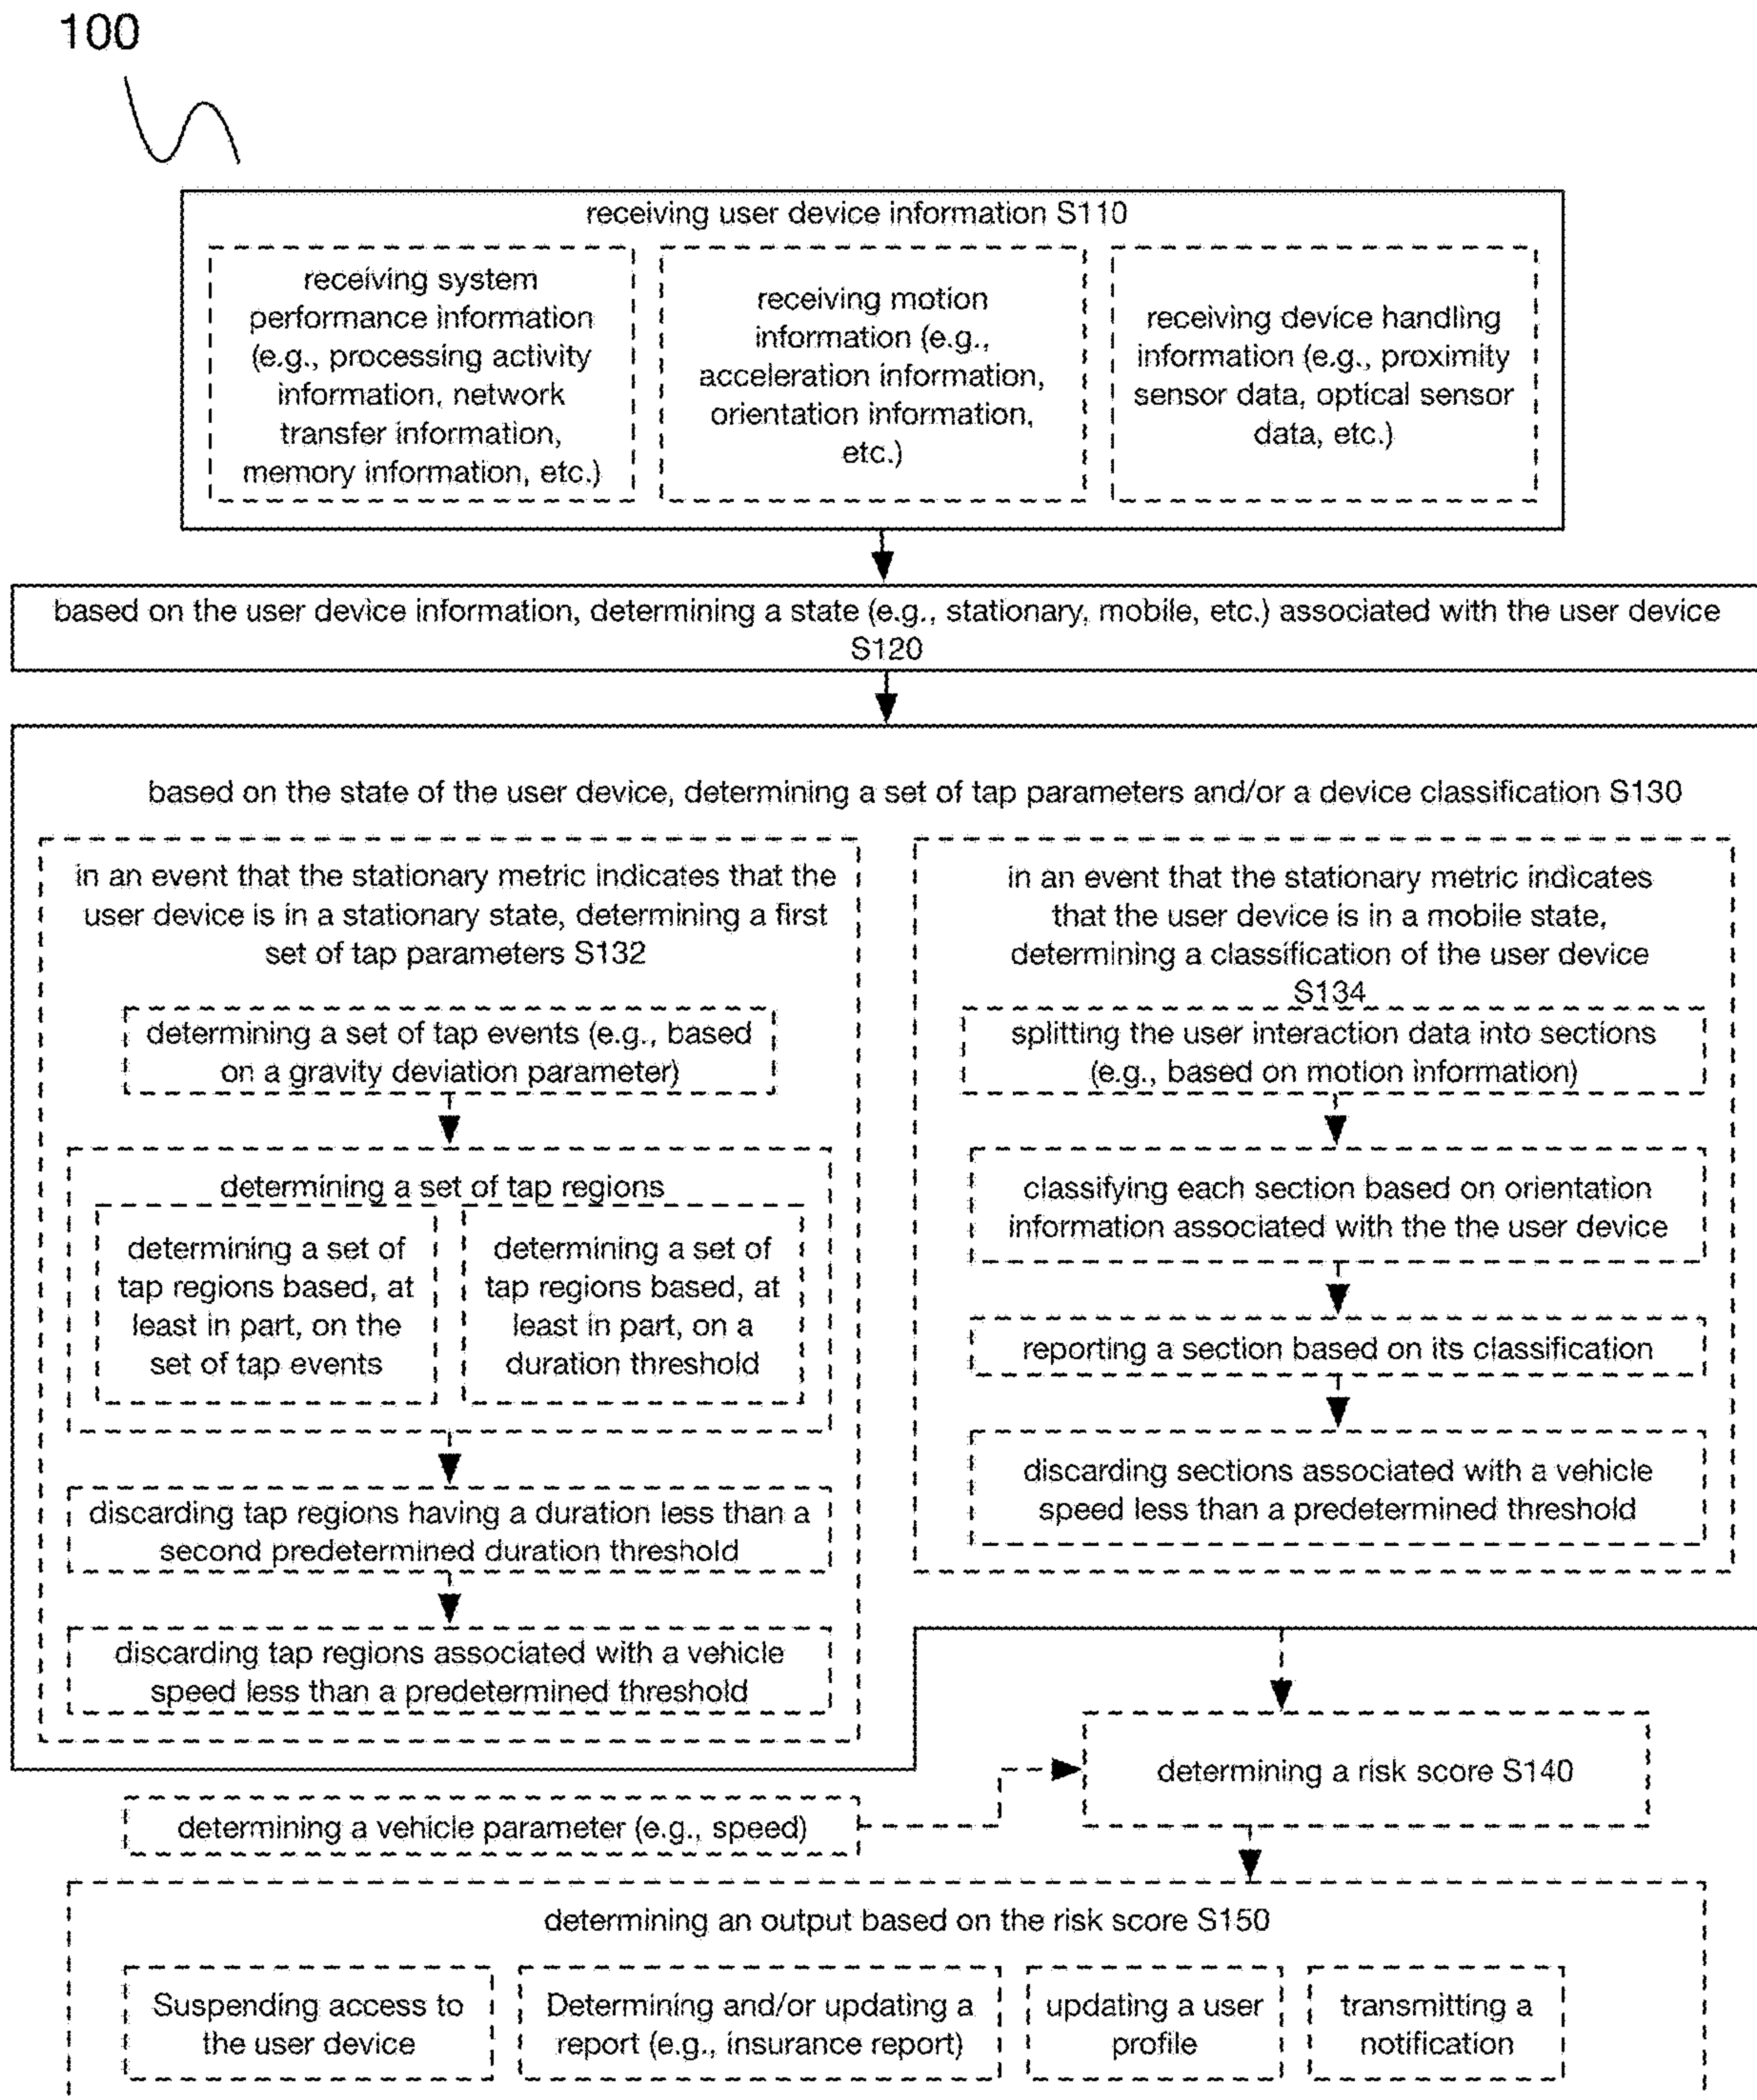 100
receiving user device information S110
receiving system
performance information
(e.g., processing activity
information, network
transfer information,
memory information, etc.)
receiving motion
information (e.g.,
acceleration information,
orientation information,
etc.)
receiving device handling
information (e.g., proximity
sensor data, optical sensor
data, etc.)
based on the user device information, determining a state (e.g., stationary, mobile, etc.) associated with the user device
S120
based on the state of the user device, determining a set of tap parameters and/or a device classification S130
in an event that the stationary metric indicates that the
user device is in a stationary state, determining a first
set of tap parameters S132
determining a set of tap events (e.g., based
on a gravity deviation parameter)
determining a set of tap regions
determining a set of
tap regions based, at
least in part, on the
set of tap events
determining a set of
tap regions based, at
least in part, on a
duration threshold
discarding tap regions having a duration less than a
second predetermined duration threshold
discarding tap regions associated with a vehicle
speed less than a predetermined threshold
in an event that the stationary metric indicates
that the user device is in a mobile state,
determining a classification of the user device
S134
splitting the user interaction data into sections
(e.g., based on motion information)
classifying each section based on orientation
information associated with the the user device
reporting a section based on its classification
discarding sections associated with a vehicle
speed less than a predetermined threshold
determining a vehicle parameter (e.g., speed)
determining a risk score S140
determining an output based on the risk score S150
Suspending access to
the user device
Determining and/or updating a
report (e.g., insurance report)
updating a user
profile
transmitting a
notification